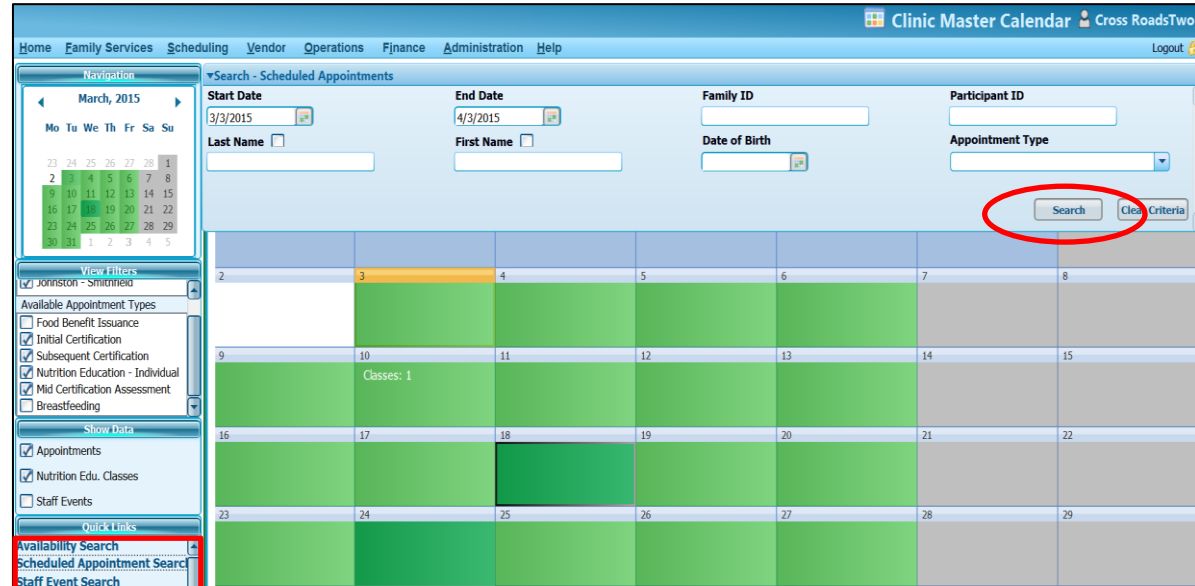 Clinic Master Calendar Cross RoadsTwo
Home Family Services Scheduling Vendor Operations Finance Administration Help Logout
Navigation
March, 2015
Mo Tu We Th Fr Sa Su
23 24 25 26 27 28 1
2 3 4 5 6 7 8
9 10 11 12 13 14 15
16 17 18 19 20 21 22
23 24 25 26 27 28 29
30 31 1 2 3 4 5
Search - Scheduled Appointments
Start Date End Date Family ID Participant ID
3/3/2015 4/3/2015
Last Name First Name Date of Birth Appointment Type
Search Clear Criteria
View Filters
Johnston - Smithfield
Available Appointment Types
Food Benefit Issuance
Initial Certification
Subsequent Certification
Nutrition Education - Individual
Mid Certification Assessment
Breastfeeding
Show Data
Appointments
Nutrition Edu. Classes
Staff Events
Quick Links
Availability Search
Scheduled Appointment Search
Staff Event Search
2 3 4 5 6 7 8
9 10 11 12 13 14 15
Classes: 1
16 17 18 19 20 21 22
23 24 25 26 27 28 29